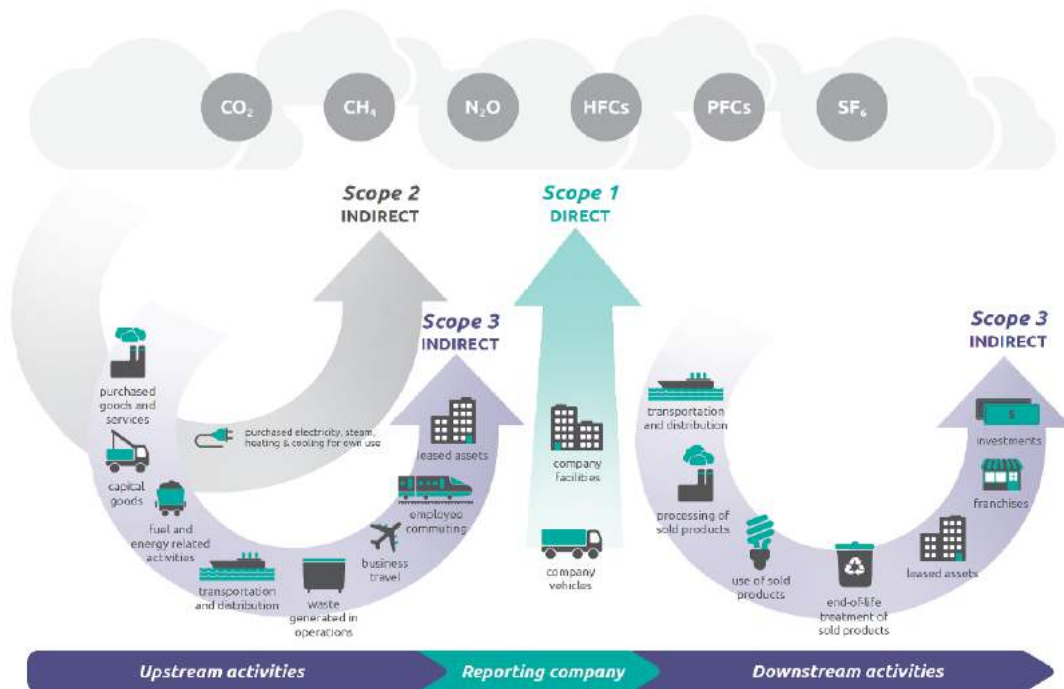 CO₂
CH₄
N₂O
HFCs
PFCs
SF₆
Scope 2
INDIRECT
Scope 1
DIRECT
Scope 3
INDIRECT
Scope 3
INDIRECT
purchased
goods and
services
capital
goods
fuel and
energy related
activities
transportation
and distribution
waste
generated in
operations
business
travel
employee
commuting
leased assets
purchased electricity, steam,
heating & cooling for own use
company
facilities
company
vehicles
transportation
and distribution
processing of
sold products
use of sold
products
end-of-life
treatment of
sold products
leased assets
franchises
$
investments
Upstream activities
Reporting company
Downstream activities